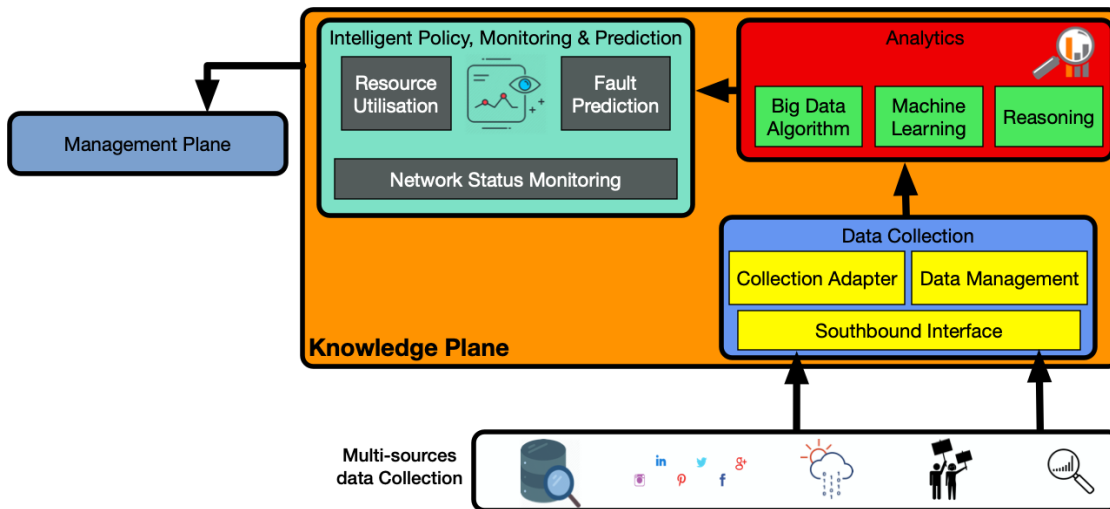 Intelligent Policy, Monitoring & Prediction
Resource
Utilisation
Fault
Prediction
Network Status Monitoring
Analytics
Big Data
Algorithm
Machine
Learning
Reasoning
Management Plane
Data Collection
Collection Adapter
Data Management
Southbound Interface
Knowledge Plane
Multi-sources
data Collection
in
g+
f